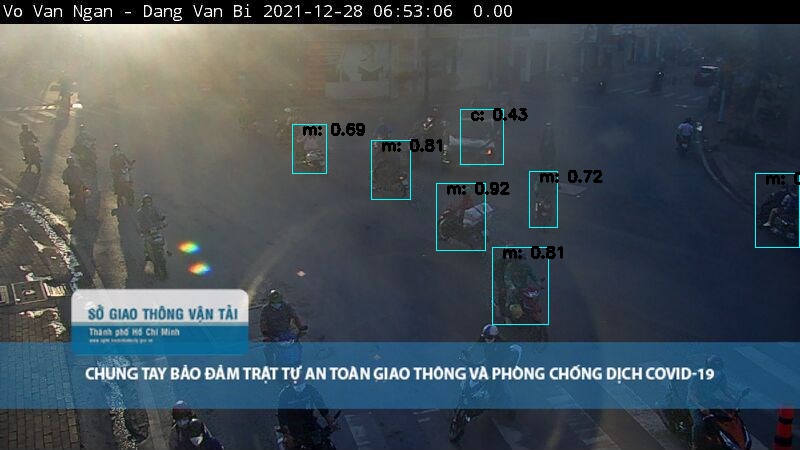 Vo Van Ngan - Dang Van Bi 2021-12-28 06:53:06 0.00
c: 0.43
m: 0.69
m: 0.81
m: 0.72
m: 0.92
m:
m: 0.81
SỞ GIAO THÔNG VẬN TẢI
Thành phố Hồ Chí Minh
CHUNG TAY BẢO ĐẢM TRẬT TỰ AN TOÀN GIAO THÔNG VÀ PHÒNG CHỐNG DỊCH COVID-19